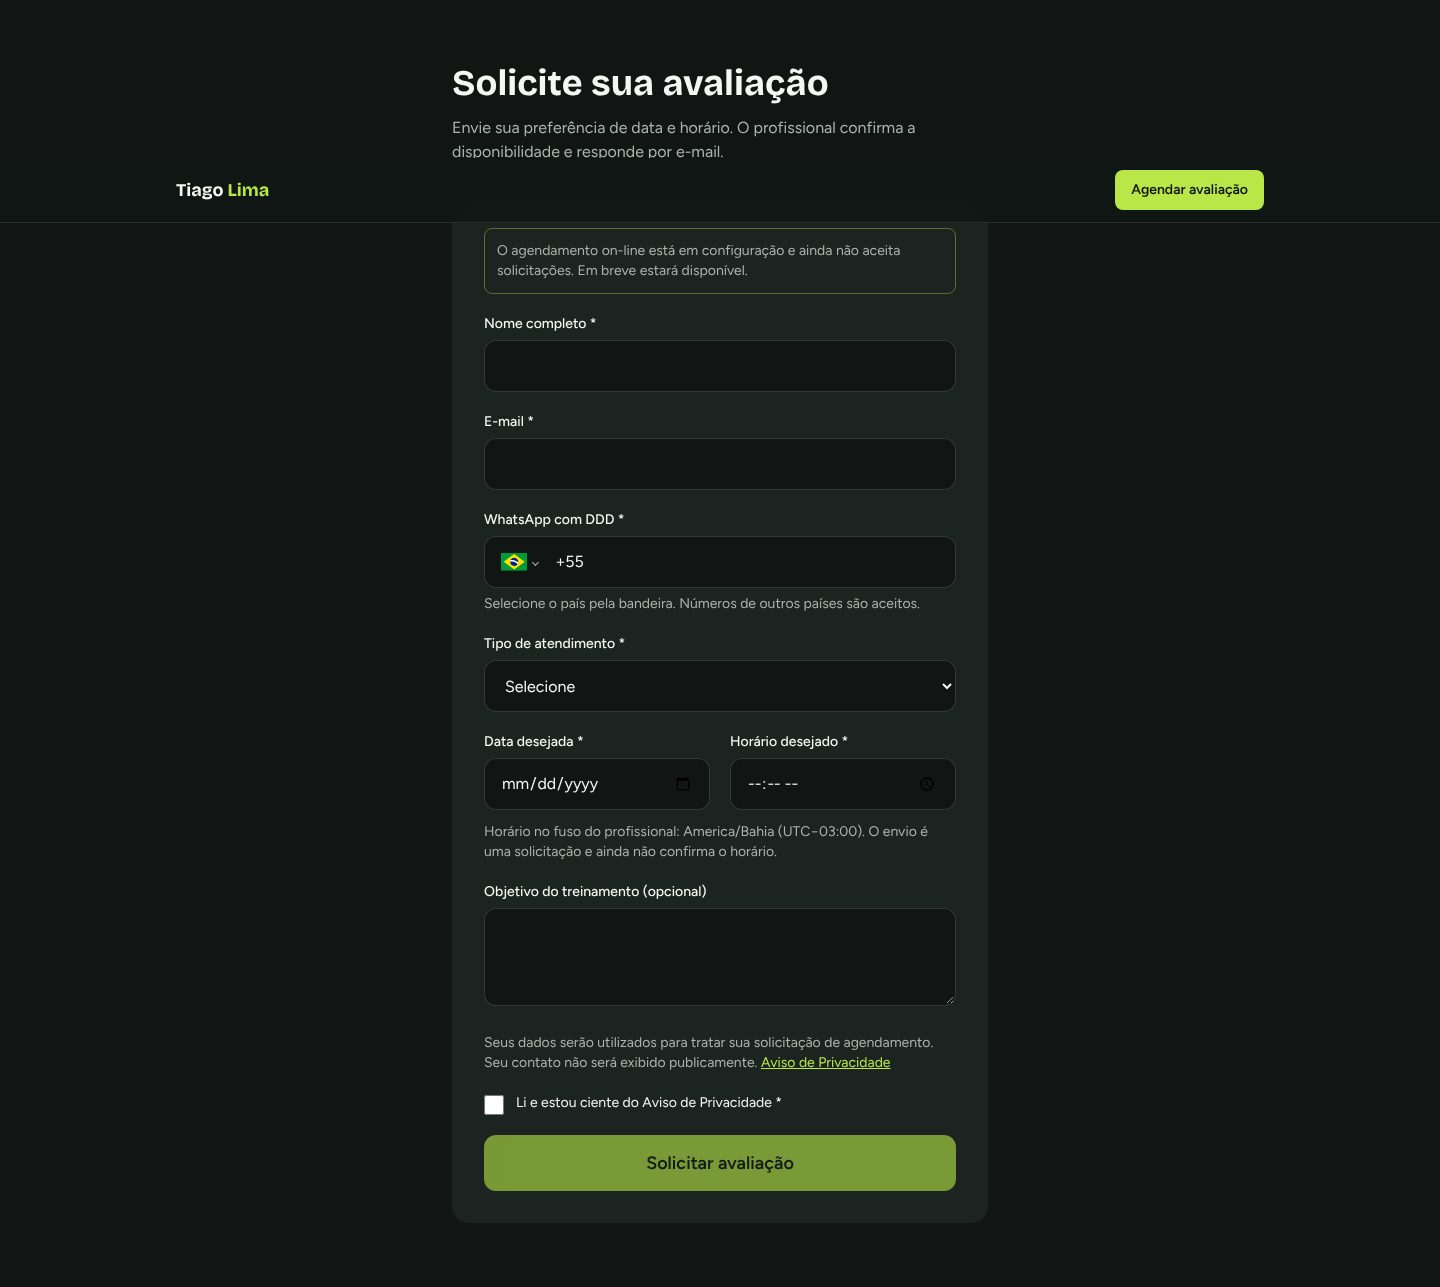 Solicite sua avaliação
Envie sua preferência de data e horário. O profissional confirma a
disponibilidade e responde por e-mail.
Tiago Lima
Agendar avaliação
O agendamento on-line está em configuração e ainda não aceita
solicitações. Em breve estará disponível.
Nome completo *
E-mail *
WhatsApp com DDD *
+55
Selecione o país pela bandeira. Números de outros países são aceitos.
Tipo de atendimento *
Selecione
Data desejada *
Horário desejado *
mm/dd/yyyy
--:-- --
Horário no fuso do profissional: America/Bahia (UTC−03:00). O envio é
uma solicitação e ainda não confirma o horário.
Objetivo do treinamento (opcional)
Seus dados serão utilizados para tratar sua solicitação de agendamento.
Seu contato não será exibido publicamente. Aviso de Privacidade
Li e estou ciente do Aviso de Privacidade *
Solicitar avaliação